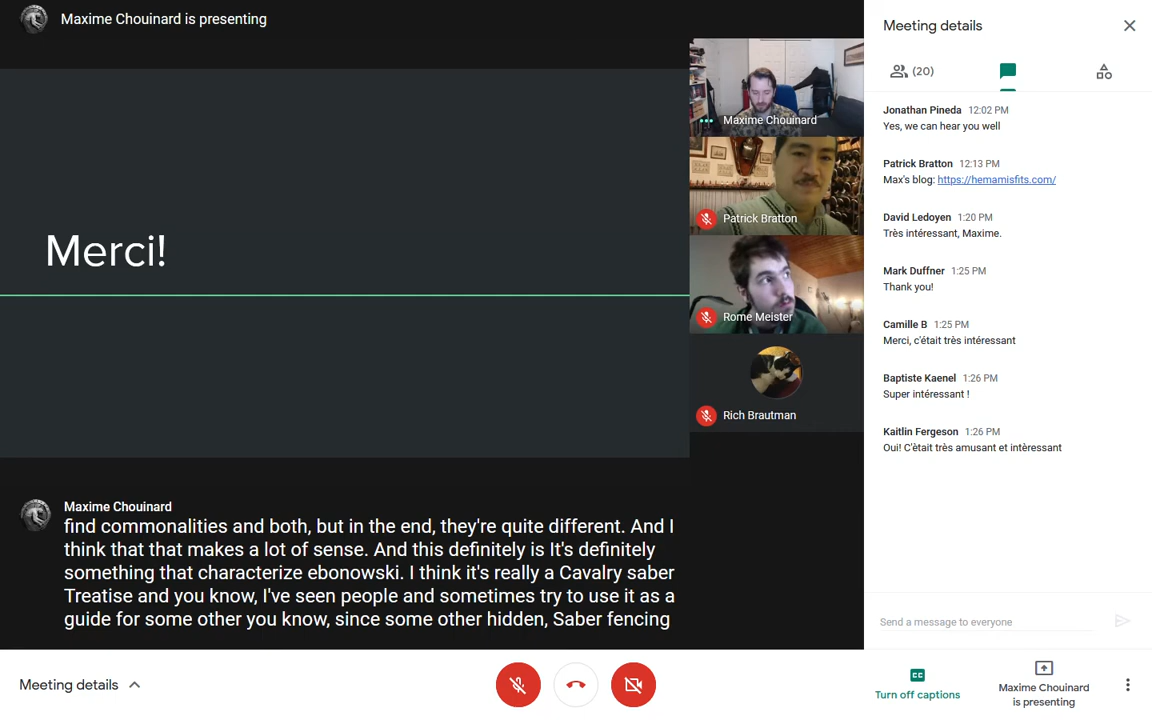 Maxime Chouinard is presenting
Merci!
Maxime Chouinard
Patrick Bratton
Rome Meister
Rich Brautman
Maxime Chouinard
find commonalities and both, but in the end, they're quite different. And I
think that that makes a lot of sense. And this definitely is It's definitely
something that characterize ebonowski. I think it's really a Cavalry saber
Treatise and you know, I've seen people and sometimes try to use it as a
guide for some other you know, since some other hidden, Saber fencing
Meeting details
Meeting details
(20)
Jonathan Pineda 12:02 PM
Yes, we can hear you well
Patrick Bratton 12:13 PM
Max's blog: https://hemamisfits.com/
David Ledoyen 1:20 PM
Très intéressant, Maxime.
Mark Duffner 1:25 PM
Thank you!
Camille B 1:25 PM
Merci, c'était très intéressant
Baptiste Kaenel 1:26 PM
Super intéressant !
Kaitlin Fergeson 1:26 PM
Oui! C'ètait très amusant et intèressant
Send a message to everyone
CC
Turn off captions
Maxime Chouinard
is presenting